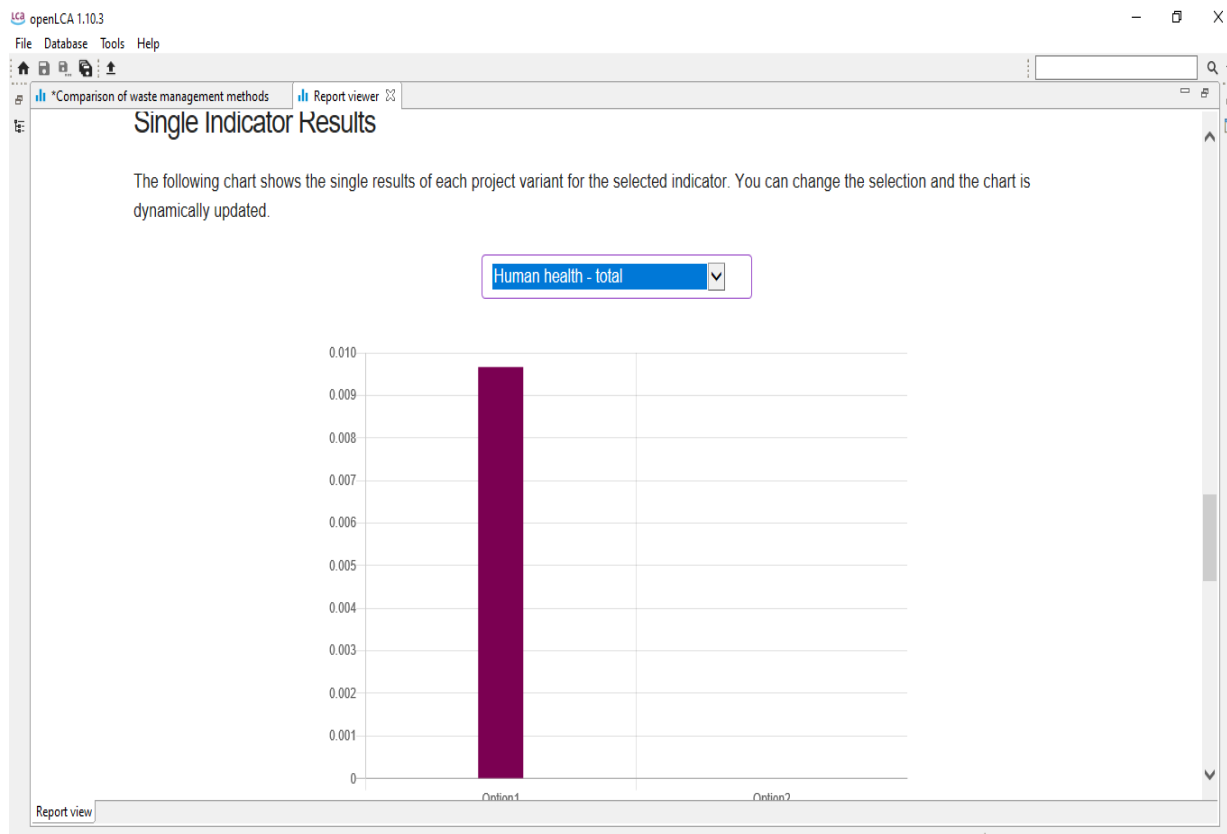 LCA openLCA 1.10.3
File Database Tools Help
*Comparison of waste management methods
Report viewer
Single Indicator Results
The following chart shows the single results of each project variant for the selected indicator. You can change the selection and the chart is
dynamically updated.
Human health - total
0.010
0.009
0.008
0.007
0.006
0.005
0.004
0.003
0.002
0.001
0
Option1 Option2
Report view